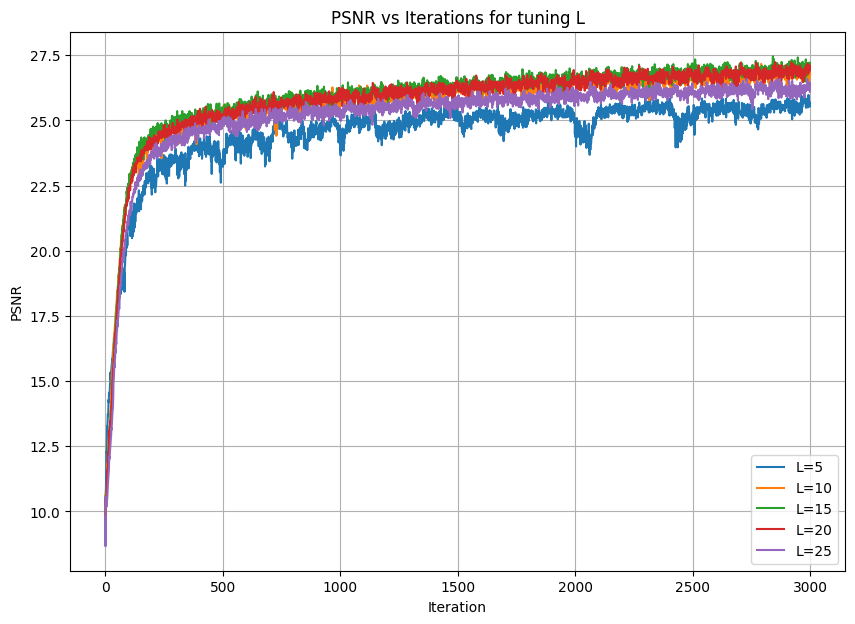 PSNR vs Iterations for tuning L
27.5
25.0
22.5
20.0
17.5
15.0
12.5
10.0
PSNR
0
500
1000
1500
2000
2500
3000
Iteration
L=5
L=10
L=15
L=20
L=25